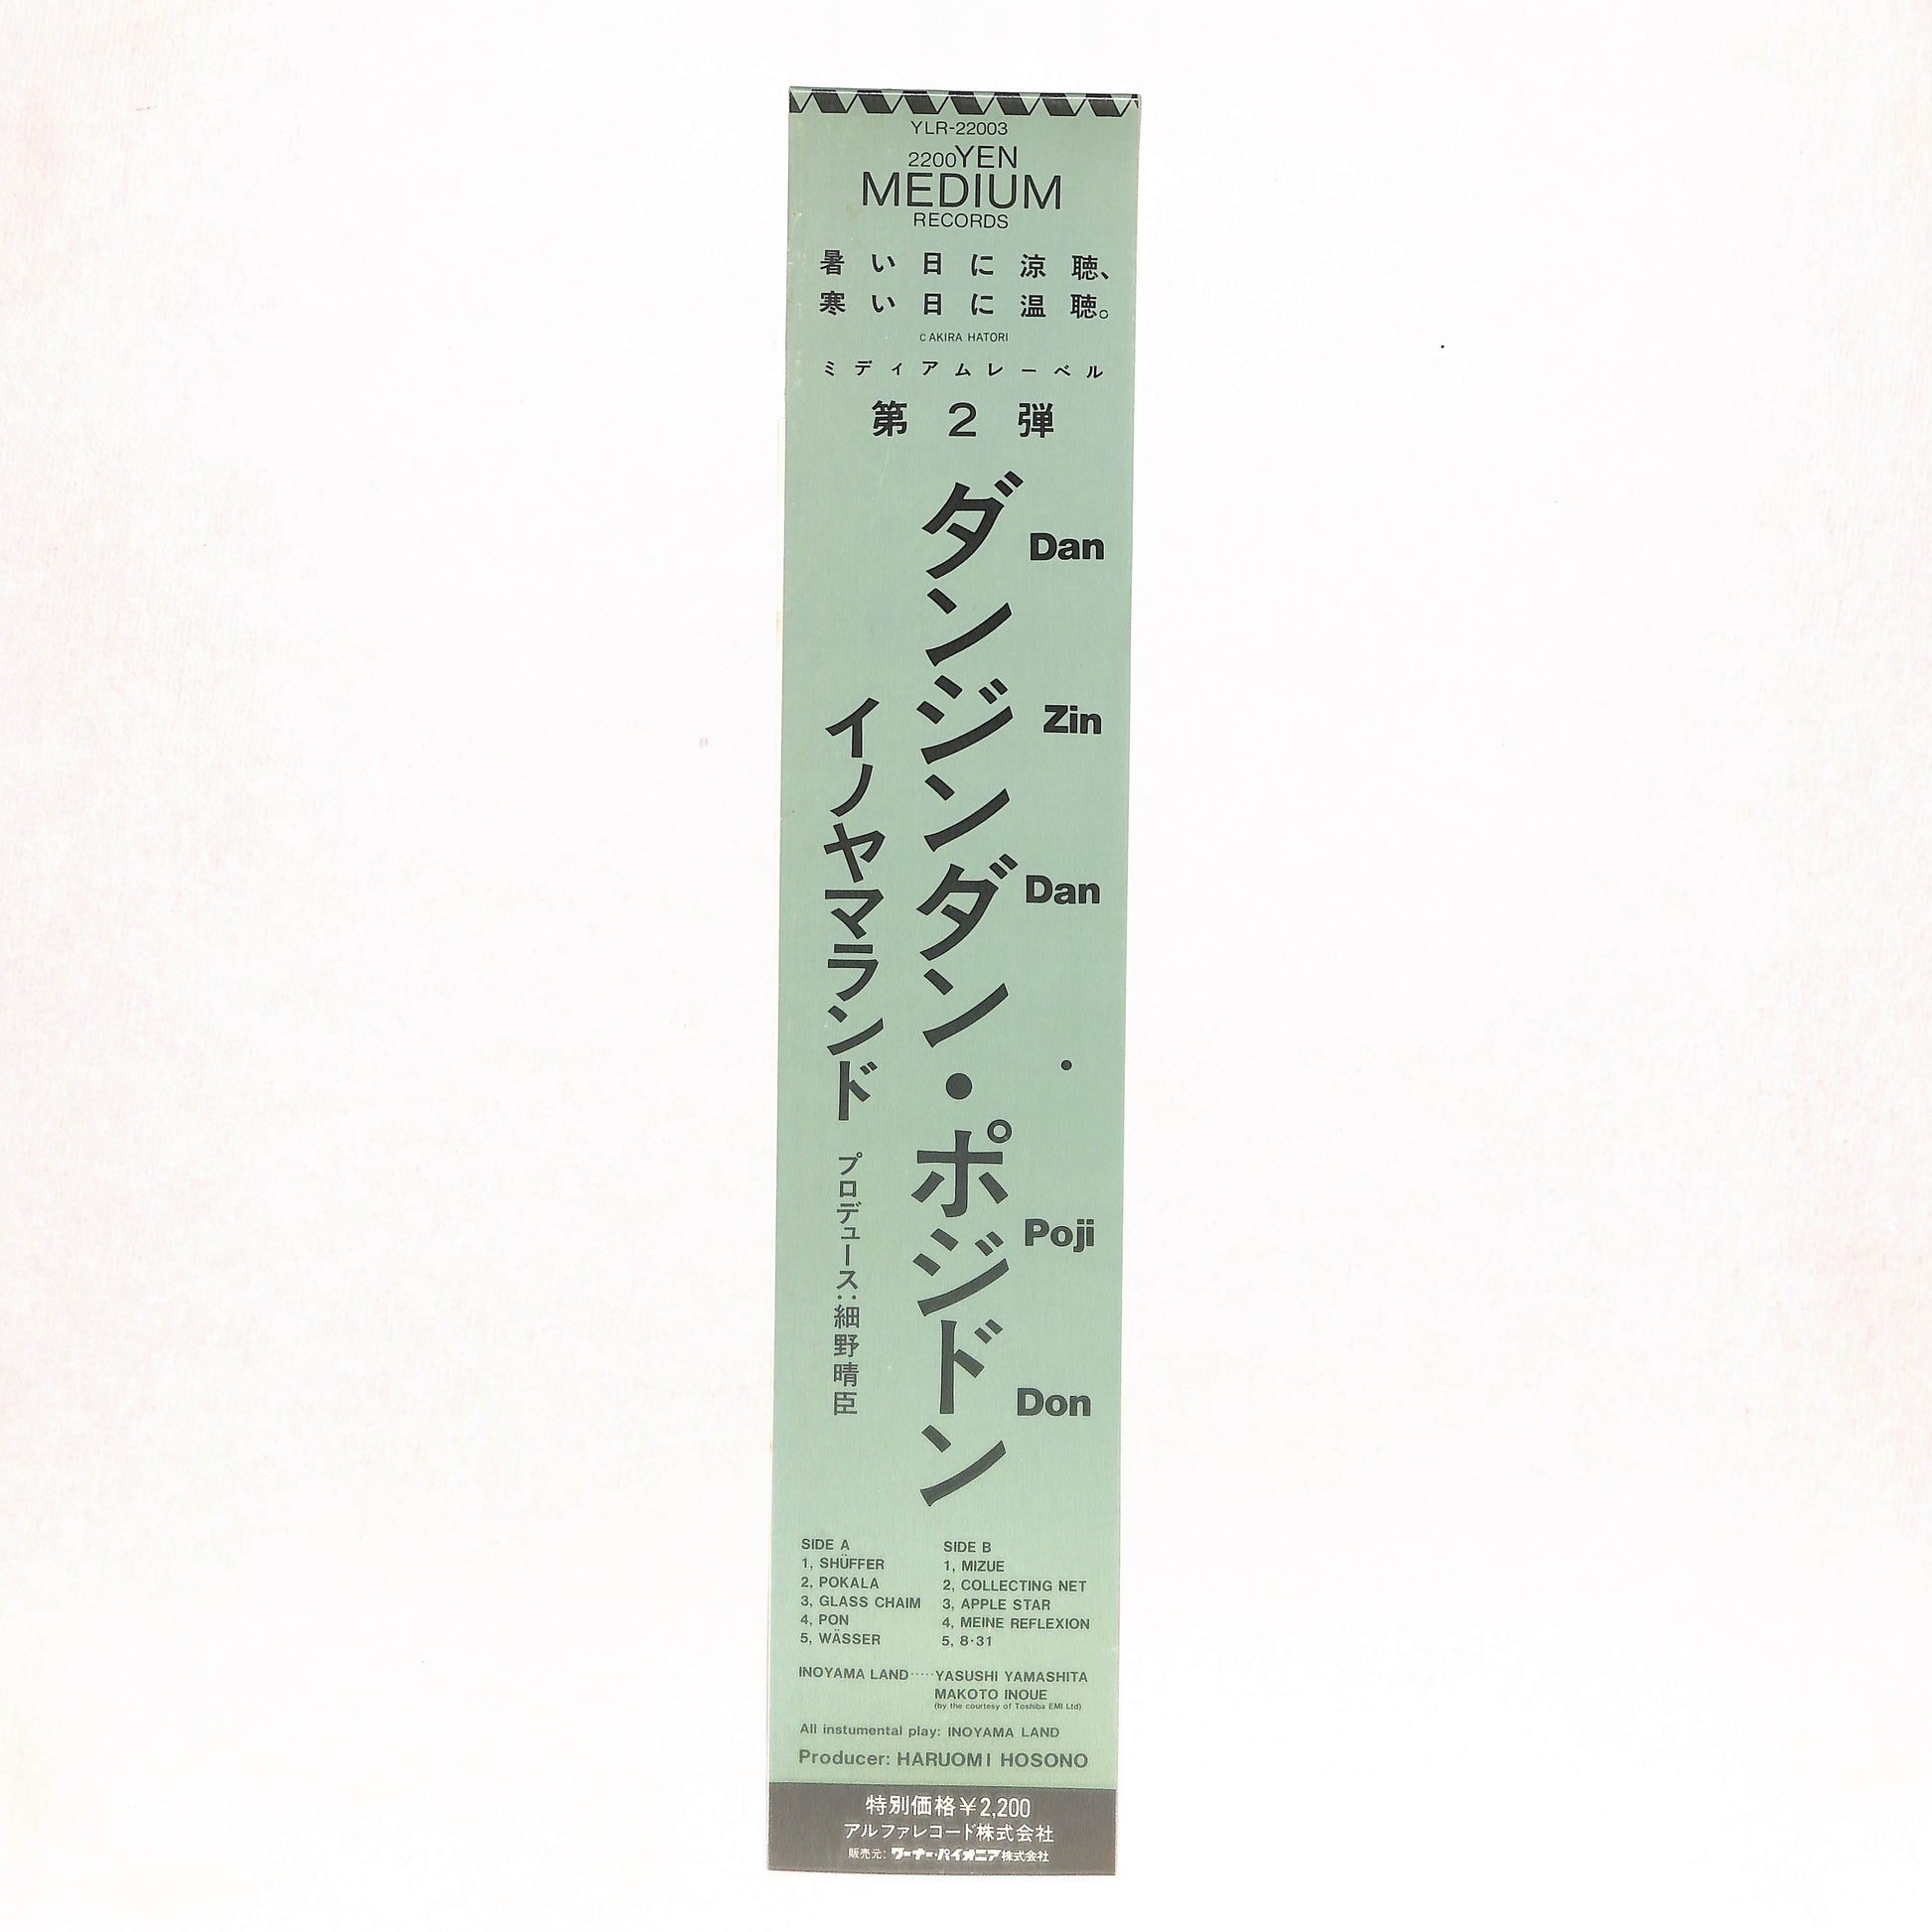 YLR-22003
2200YEN
MEDIUM
RECORDS
暑い日に涼聴、
寒い日に温聴。
© AKIRA HATORI
ミディアムレーベル
第2弾
ダンジンダン・ポジドン
Dan Zin Dan · Poji Don
イノヤマランド
プロデュース:細野晴臣
SIDE A
1, SHÜFFER
2, POKALA
3, GLASS CHAIM
4, PON
5, WÄSSER
SIDE B
1, MIZUE
2, COLLECTING NET
3, APPLE STAR
4, MEINE REFLEXION
5, 8·31
INOYAMA LAND·····YASUSHI YAMASHITA
MAKOTO INOUE
(by the courtesy of Toshiba EMI Ltd)
All instumental play: INOYAMA LAND
Producer: HARUOMI HOSONO
特別価格¥2,200
アルファレコード株式会社
販売元:ワーナー・パイオニア株式会社